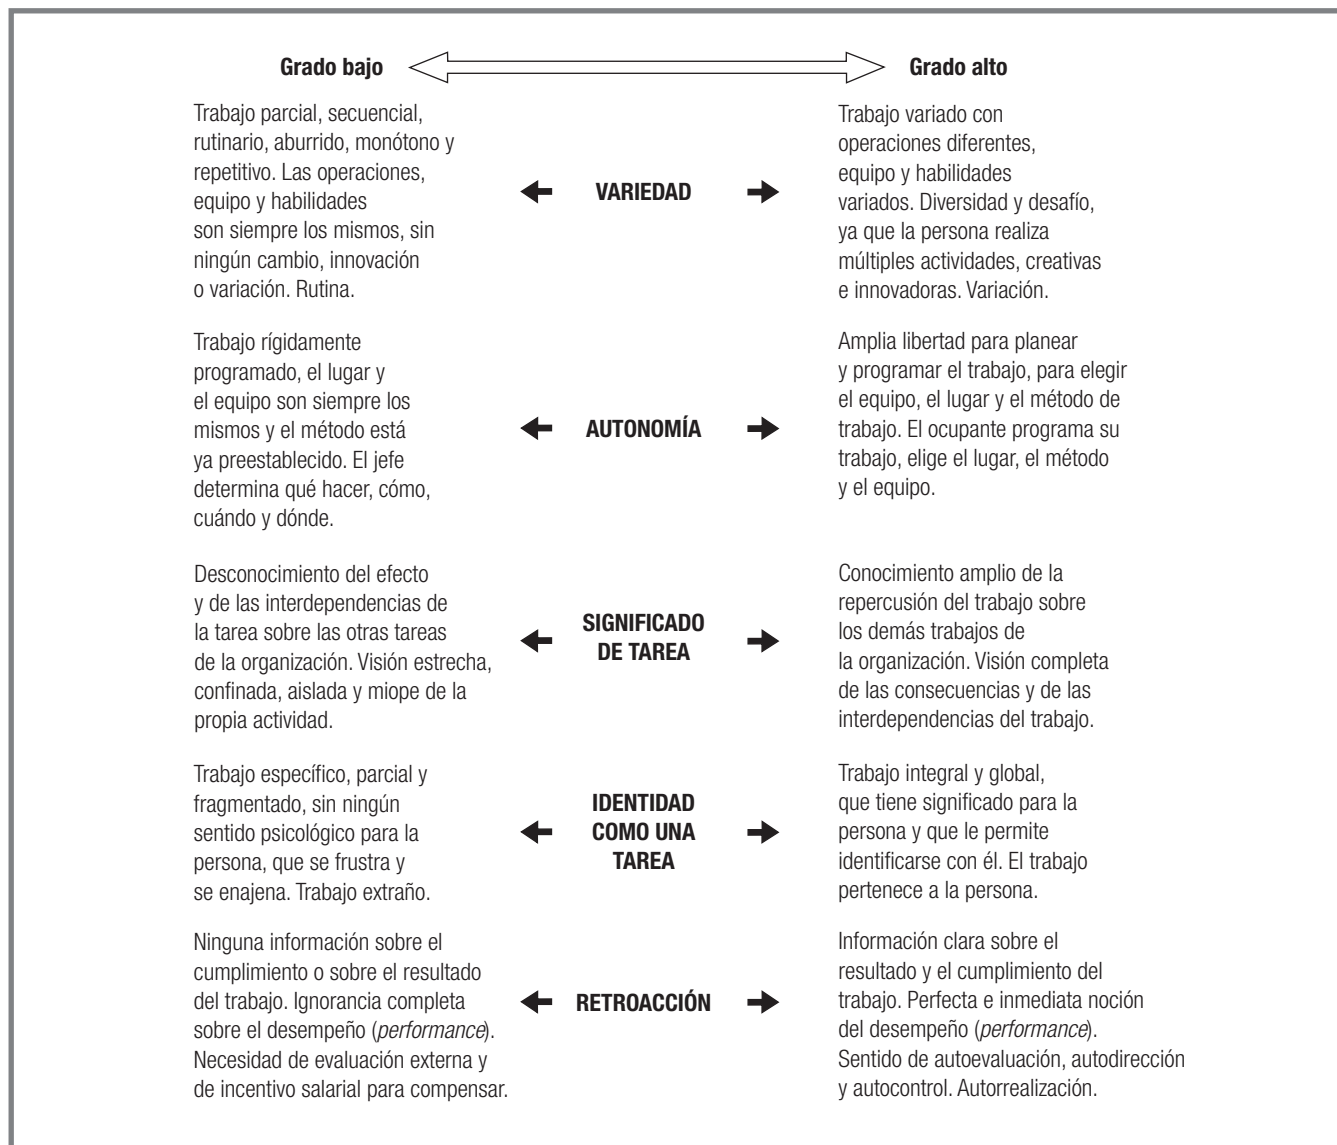 Grado bajo
Grado alto
Trabajo parcial, secuencial,
rutinario, aburrido, monótono y
repetitivo. Las operaciones,
equipo y habilidades
son siempre los mismos, sin
ningún cambio, innovación
o variación. Rutina.
VARIEDAD
Trabajo variado con
operaciones diferentes,
equipo y habilidades
variados. Diversidad y desafío,
ya que la persona realiza
múltiples actividades, creativas
e innovadoras. Variación.
Trabajo rígidamente
programado, el lugar y
el equipo son siempre los
mismos y el método está
ya preestablecido. El jefe
determina qué hacer, cómo,
cuándo y dónde.
AUTONOMÍA
Amplia libertad para planear
y programar el trabajo, para elegir
el equipo, el lugar y el método de
trabajo. El ocupante programa su
trabajo, elige el lugar, el método
y el equipo.
Desconocimiento del efecto
y de las interdependencias de
la tarea sobre las otras tareas
de la organización. Visión estrecha,
confinada, aislada y miope de la
propia actividad.
SIGNIFICADO
DE TAREA
Conocimiento amplio de la
repercusión del trabajo sobre
los demás trabajos de
la organización. Visión completa
de las consecuencias y de las
interdependencias del trabajo.
Trabajo específico, parcial y
fragmentado, sin ningún
sentido psicológico para la
persona, que se frustra y
se enajena. Trabajo extraño.
IDENTIDAD
COMO UNA
TAREA
Trabajo integral y global,
que tiene significado para la
persona y que le permite
identificarse con él. El trabajo
pertenece a la persona.
Ninguna información sobre el
cumplimiento o sobre el resultado
del trabajo. Ignorancia completa
sobre el desempeño (performance).
Necesidad de evaluación externa y
de incentivo salarial para compensar.
RETROACCIÓN
Información clara sobre el
resultado y el cumplimiento del
trabajo. Perfecta e inmediata noción
del desempeño (performance).
Sentido de autoevaluación, autodirección
y autocontrol. Autorrealización.